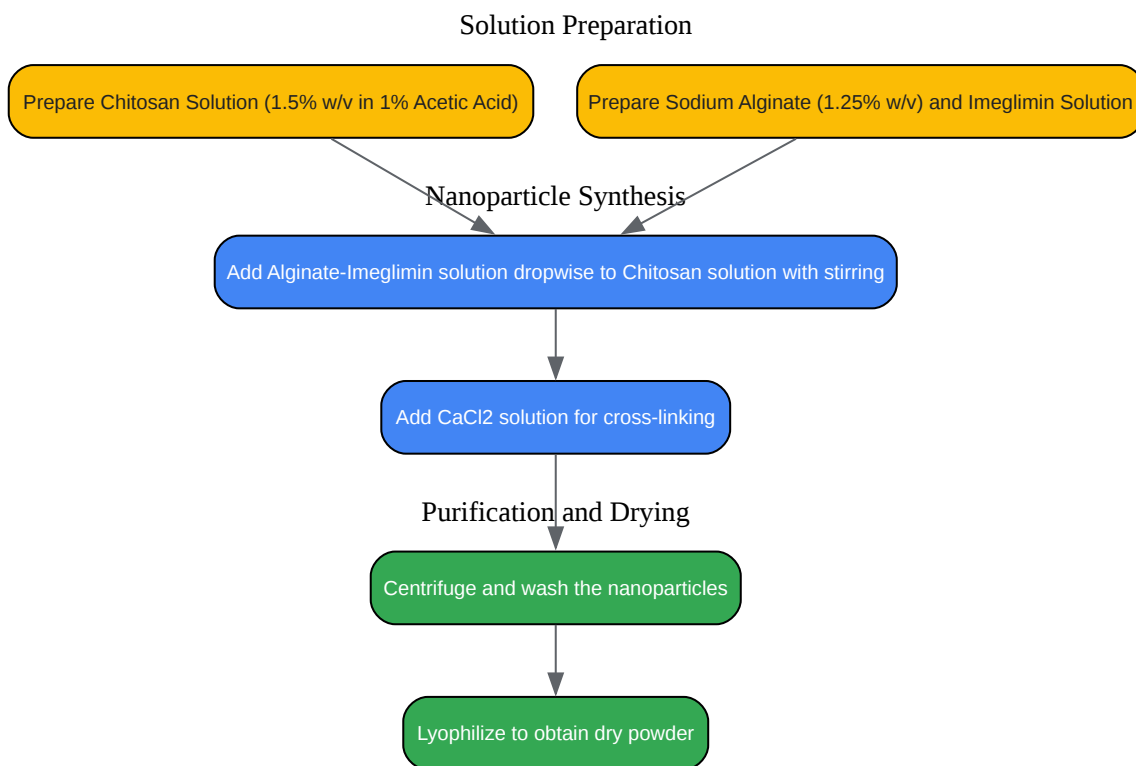 Solution Preparation
Prepare Chitosan Solution (1.5% w/v in 1% Acetic Acid)
Prepare Sodium Alginate (1.25% w/v) and Imeglimin Solution
Nanoparticle Synthesis
Add Alginate-Imeglimin solution dropwise to Chitosan solution with stirring
Add CaCl2 solution for cross-linking
Purification and Drying
Centrifuge and wash the nanoparticles
Lyophilize to obtain dry powder